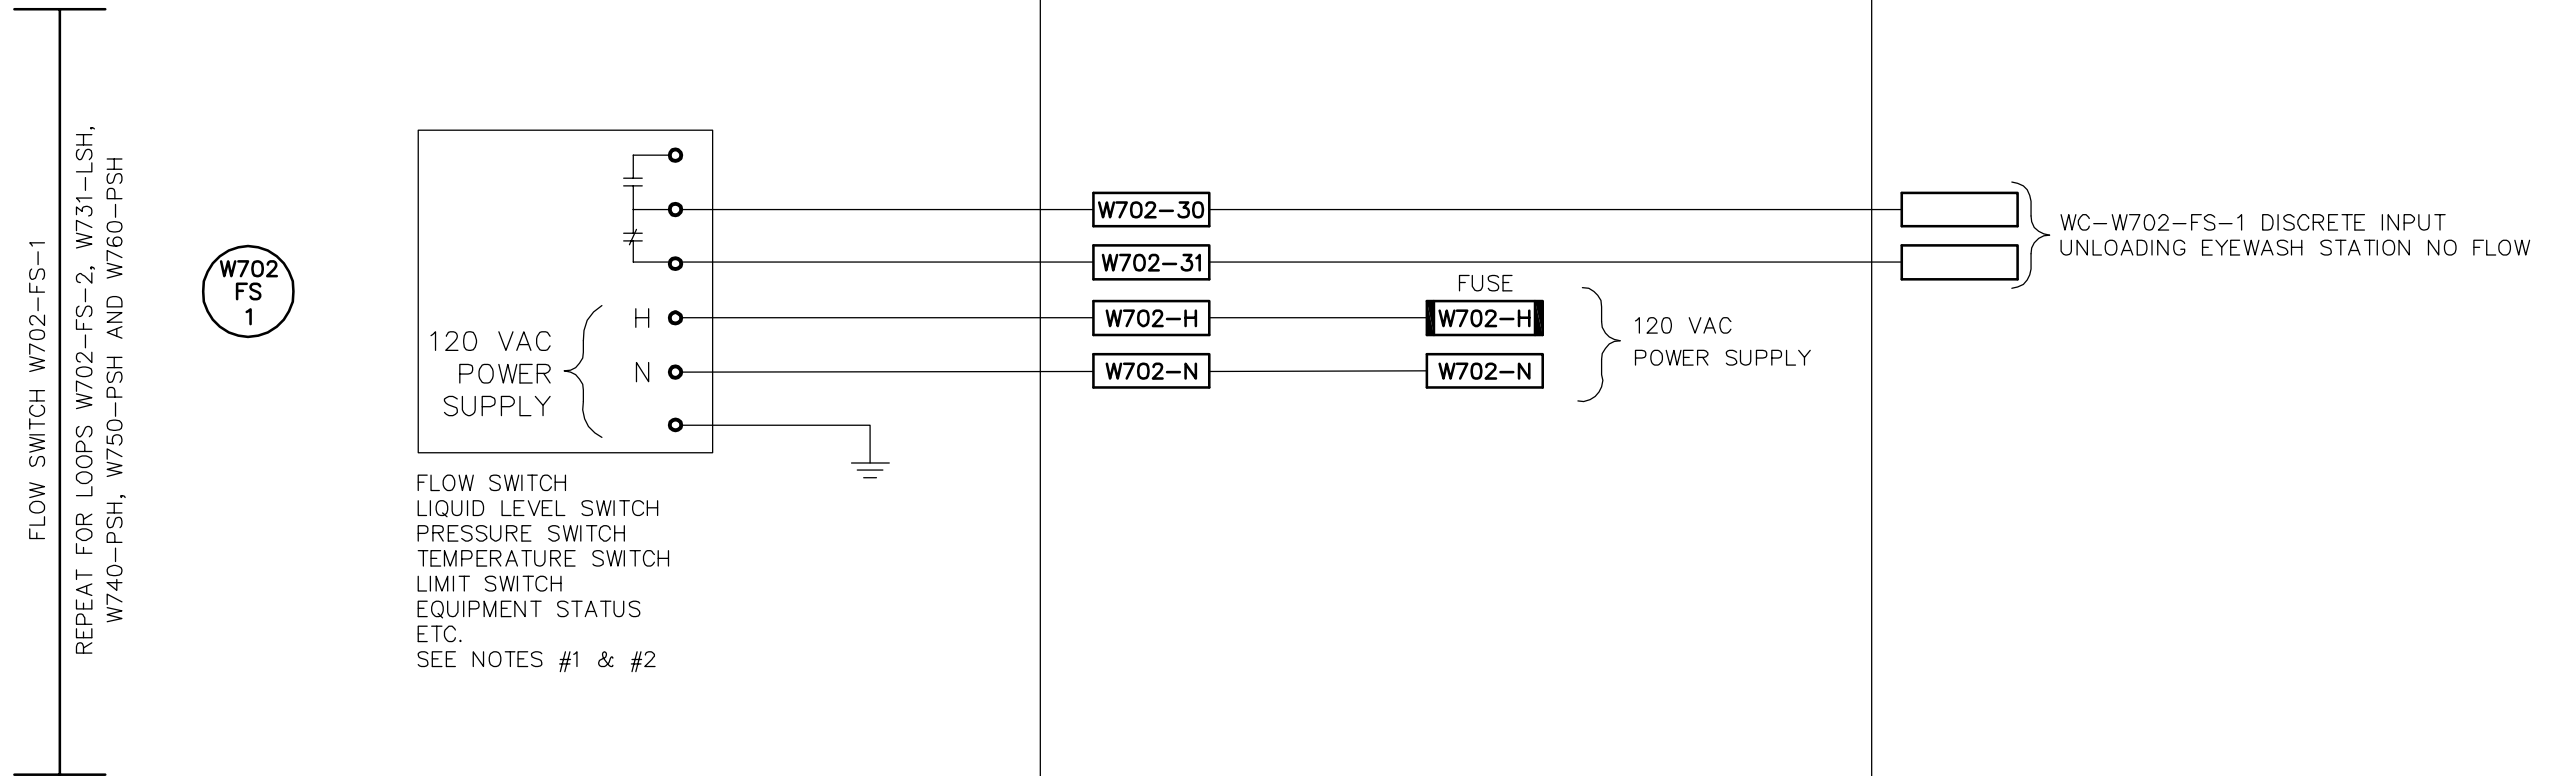 FLOW SWITCH W702-FS-1
REPEAT FOR LOOPS W702-FS-2, W731-LSH,
W740-PSH, W750-PSH AND W760-PSH
W702
FS
1
120 VAC
POWER
SUPPLY
H
N
FLOW SWITCH
LIQUID LEVEL SWITCH
PRESSURE SWITCH
TEMPERATURE SWITCH
LIMIT SWITCH
EQUIPMENT STATUS
ETC.
SEE NOTES #1 & #2
W702-30
W702-31
W702-H
W702-N
FUSE
W702-H
W702-N
120 VAC
POWER SUPPLY
WC-W702-FS-1 DISCRETE INPUT
UNLOADING EYEWASH STATION NO FLOW